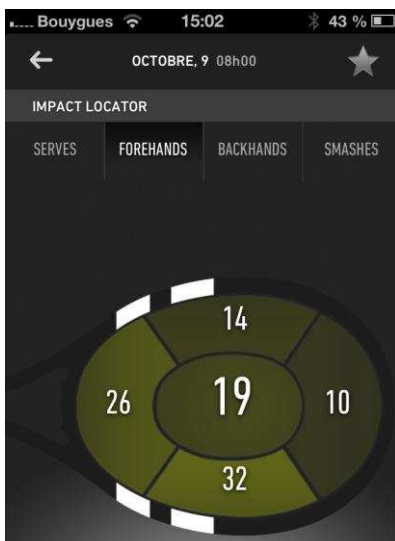 Bouygues 15:02 43 %
OCTOBRE, 9 08h00
IMPACT LOCATOR
SERVES FOREHANDS BACKHANDS SMASHES
14
26 19 10
32